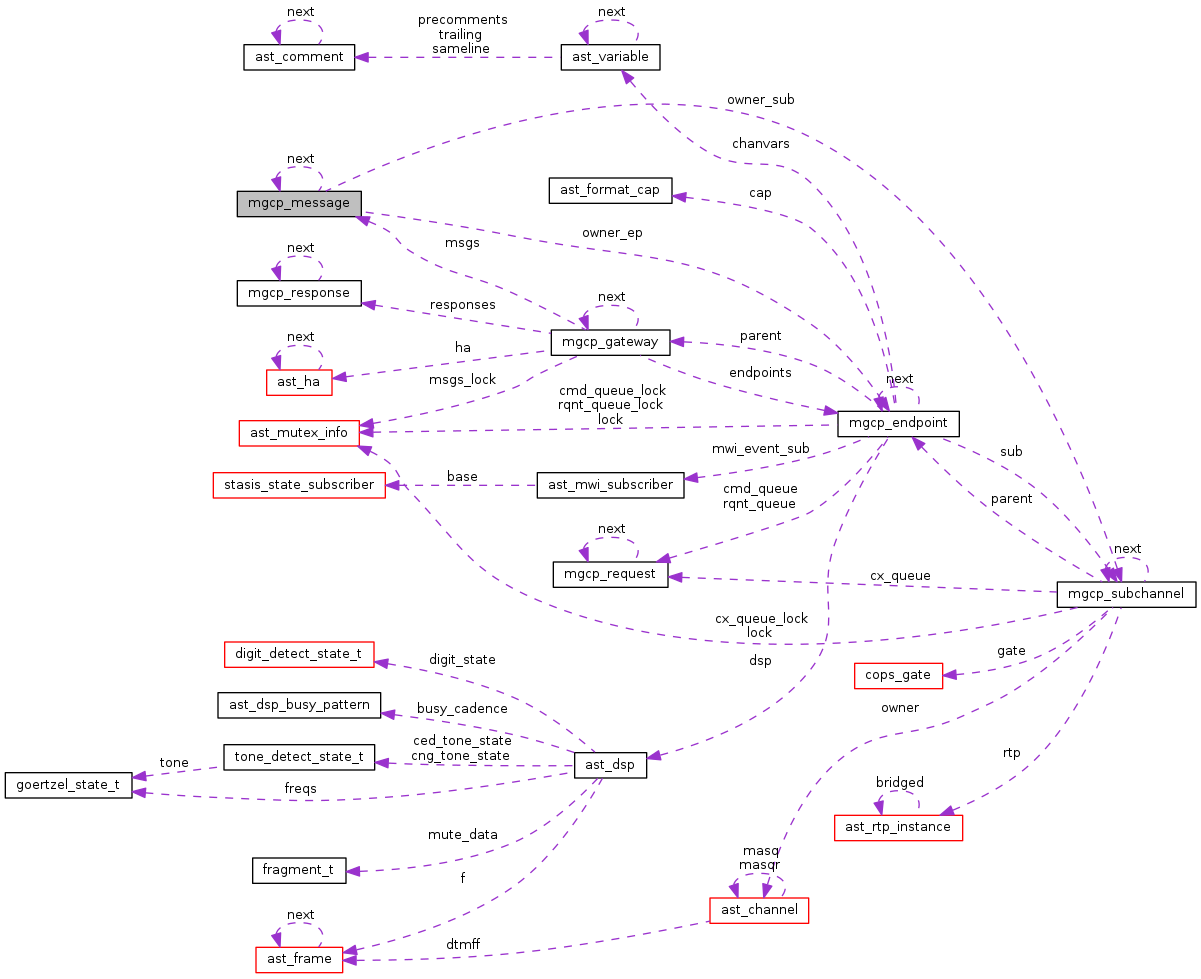 next
next
precomments
trailing
sameline
ast_comment
ast_variable
owner_sub
chanvars
next
ast_format_cap
cap
mgcp_message
owner_ep
msgs
next
mgcp_response
next
responses
mgcp_gateway
parent
next
ha
endpoints
ast_ha
msgs_lock
next
cmd_queue_lock
rqnt_queue_lock
lock
mgcp_endpoint
ast_mutex_info
mwi_event_sub
sub
base
stasis_state_subscriber
ast_mwi_subscriber
cmd_queue
rqnt_queue
parent
next
next
mgcp_request
cx_queue
mgcp_subchannel
cx_queue_lock
lock
digit_detect_state_t
digit_state
dsp
gate
cops_gate
ast_dsp_busy_pattern
busy_cadence
owner
ced_tone_state
cng_tone_state
tone_detect_state_t
tone
ast_dsp
rtp
goertzel_state_t
freqs
bridged
ast_rtp_instance
mute_data
masq
masqr
fragment_t
f
next
ast_channel
dtmff
ast_frame